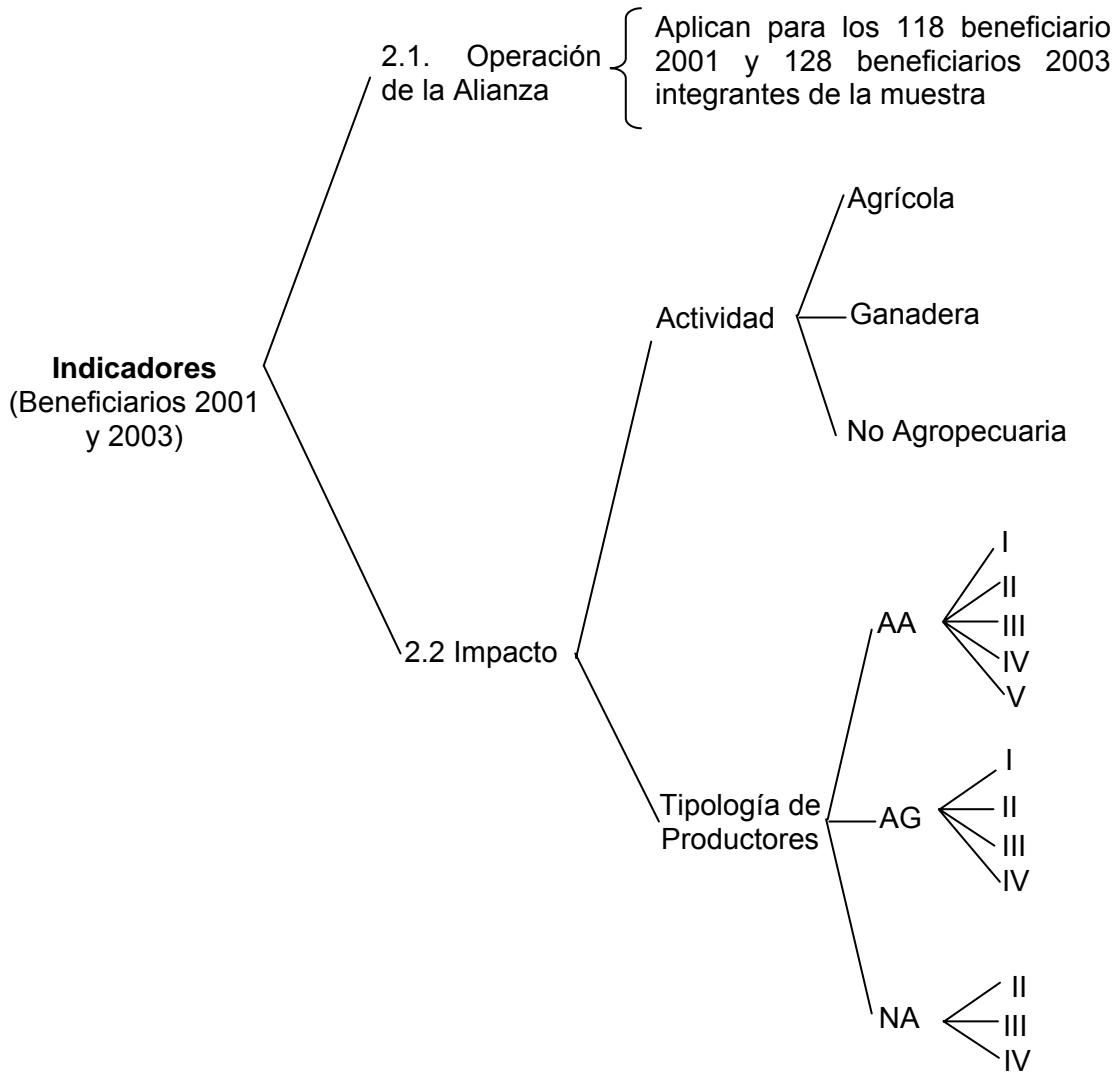 2.1. Operación
de la Alianza
Aplican para los 118 beneficiario
2001 y 128 beneficiarios 2003
integrantes de la muestra
Indicadores
(Beneficiarios 2001
y 2003)
Actividad
Agrícola
Ganadera
No Agropecuaria
2.2 Impacto
Tipología de
Productores
AA
I
II
III
IV
V
AG
I
II
III
IV
NA
II
III
IV